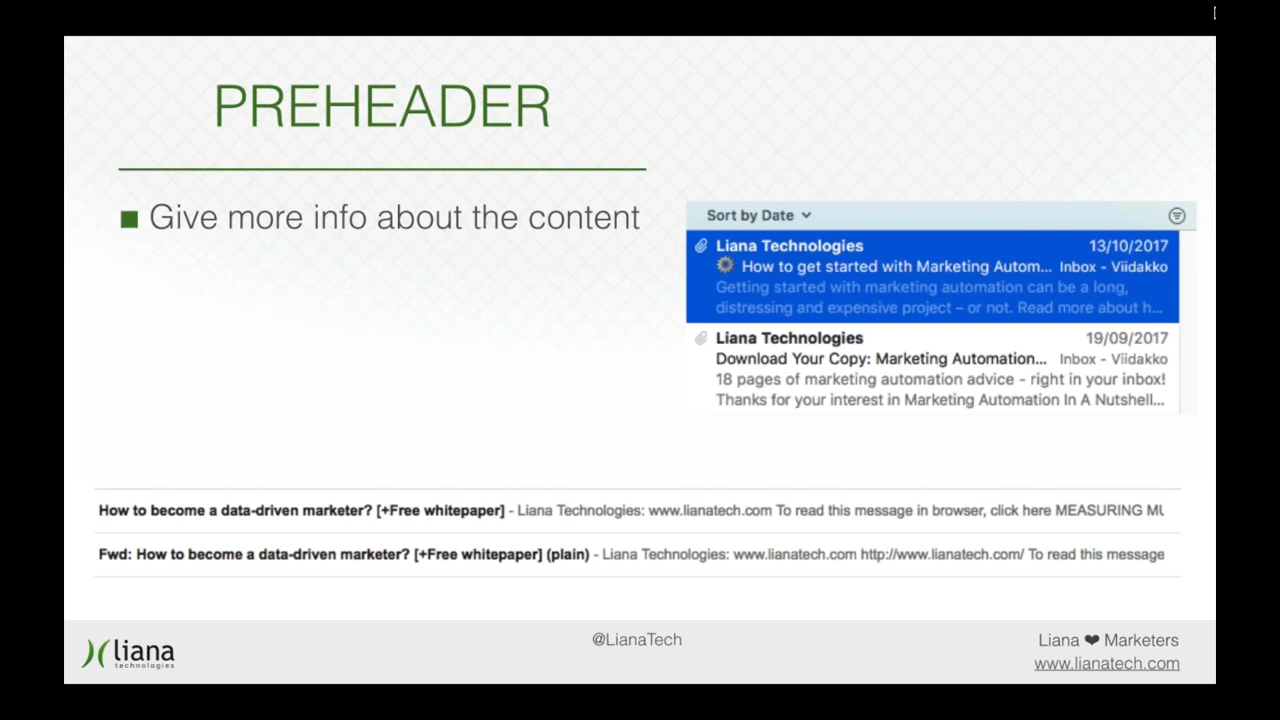 PREHEADER
Give more info about the content
Sort by Date
Liana Technologies 13/10/2017
How to get started with Marketing Autom... Inbox - Viidakko
Getting started with marketing automation can be a long,
distressing and expensive project – or not. Read more about h...
Liana Technologies 19/09/2017
Download Your Copy: Marketing Automation... Inbox - Viidakko
18 pages of marketing automation advice - right in your inbox!
Thanks for your interest in Marketing Automation In A Nutshell...
How to become a data-driven marketer? [+Free whitepaper] - Liana Technologies: www.lianatech.com To read this message in browser, click here MEASURING MU
Fwd: How to become a data-driven marketer? [+Free whitepaper] (plain) - Liana Technologies: www.lianatech.com http://www.lianatech.com/ To read this message
liana
technologies
@LianaTech
Liana ❤ Marketers
www.lianatech.com